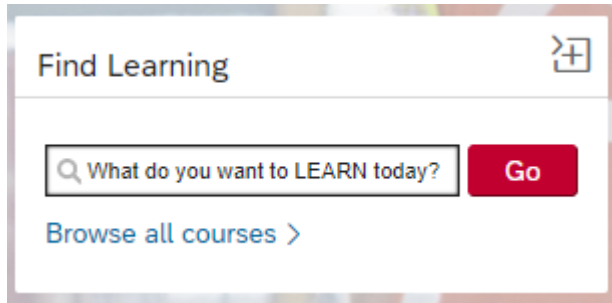 Find Learning
What do you want to LEARN today? Go
Browse all courses >